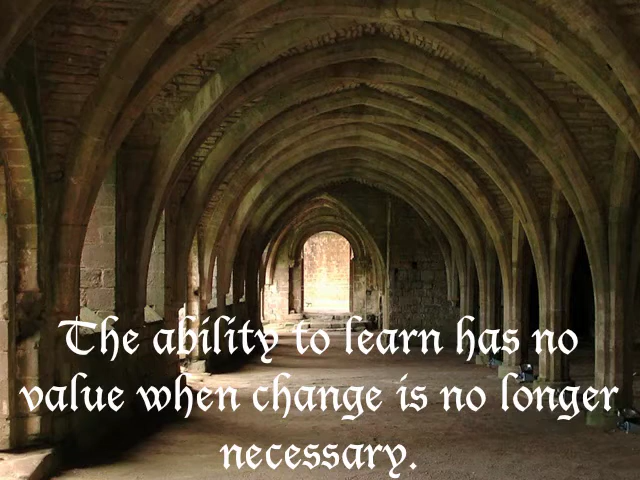 The ability to learn has no
value when change is no longer
necessary.